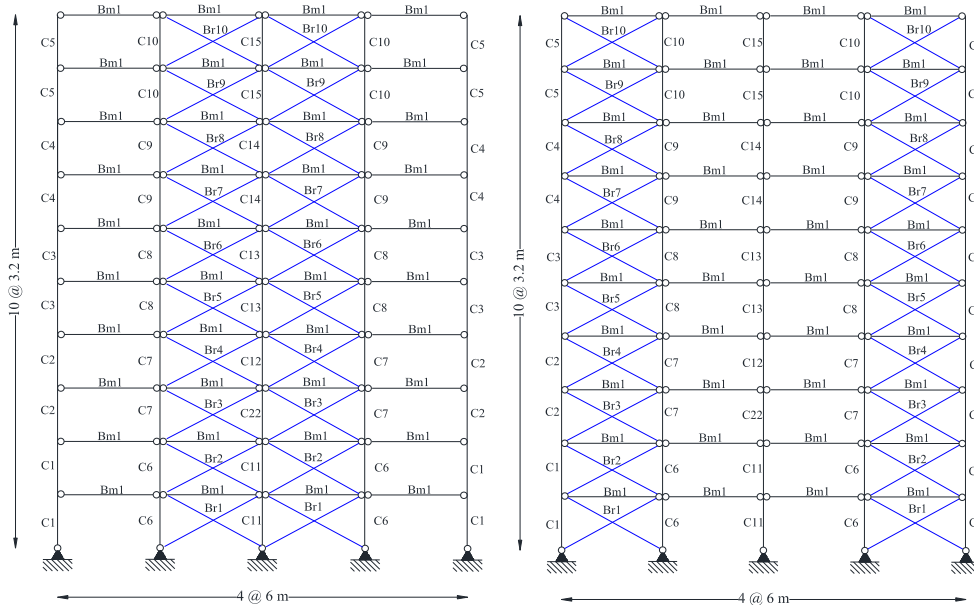 Bm1 Bm1 Bm1 Bm1
C5 C10 Br10 C15 Br10 C10 C5
Bm1 Bm1 Bm1 Bm1
C5 C10 Br9 C15 Br9 C10 C5
Bm1 Bm1 Bm1 Bm1
C4 C9 Br8 C14 Br8 C9 C4
Bm1 Bm1 Bm1 Bm1
C4 C9 Br7 C14 Br7 C9 C4
Bm1 Bm1 Bm1 Bm1
C3 C8 Br6 C13 Br6 C8 C3
Bm1 Bm1 Bm1 Bm1
C3 C8 Br5 C13 Br5 C8 C3
Bm1 Bm1 Bm1 Bm1
C2 C7 Br4 C12 Br4 C7 C2
Bm1 Bm1 Bm1 Bm1
C2 C7 Br3 C22 Br3 C7 C2
Bm1 Bm1 Bm1 Bm1
C1 C6 Br2 C11 Br2 C6 C1
Bm1 Bm1 Bm1 Bm1
C1 C6 Br1 C11 Br1 C6 C1
10 @ 3.2 m
4 @ 6 m
Bm1 Bm1 Bm1 Bm1
C5 Br10 C10 C15 C10 Br10
Bm1 Bm1 Bm1 Bm1
C5 Br9 C10 C15 C10 Br9
Bm1 Bm1 Bm1 Bm1
C4 Br8 C9 C14 C9 Br8
Bm1 Bm1 Bm1 Bm1
C4 Br7 C9 C14 C9 Br7
Bm1 Bm1 Bm1 Bm1
C3 Br6 C8 C13 C8 Br6
Bm1 Bm1 Bm1 Bm1
C3 Br5 C8 C13 C8 Br5
Bm1 Bm1 Bm1 Bm1
C2 Br4 C7 C12 C7 Br4
Bm1 Bm1 Bm1 Bm1
C2 Br3 C7 C22 C7 Br3
Bm1 Bm1 Bm1 Bm1
C1 Br2 C6 C11 C6 Br2
Bm1 Bm1 Bm1 Bm1
C1 Br1 C6 C11 C6 Br1
10 @ 3.2 m
4 @ 6 m